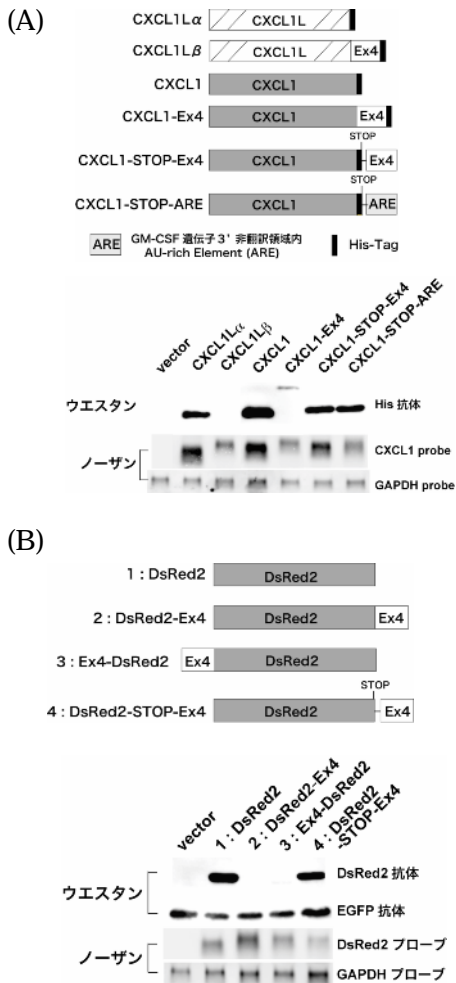 (A)
CXCL1Lα CXCL1L
CXCL1Lβ CXCL1L Ex4
CXCL1 CXCL1
CXCL1-Ex4 CXCL1 Ex4
STOP
CXCL1-STOP-Ex4 CXCL1 Ex4
STOP
CXCL1-STOP-ARE CXCL1 ARE
ARE GM-CSF 遺伝子3' 非翻訳領域内 AU-rich Element (ARE) His-Tag
vector CXCL1Lα CXCL1Lβ CXCL1 CXCL1-Ex4 CXCL1-STOP-Ex4 CXCL1-STOP-ARE
ウエスタン His 抗体
ノーザン CXCL1 probe
GAPDH probe
(B)
1 : DsRed2 DsRed2
2 : DsRed2-Ex4 DsRed2 Ex4
3 : Ex4-DsRed2 Ex4 DsRed2
STOP
4 : DsRed2-STOP-Ex4 DsRed2 Ex4
vector 1 : DsRed2 2 : DsRed2-Ex4 3 : Ex4-DsRed2 4 : DsRed2 -STOP-Ex4
ウエスタン DsRed2 抗体
EGFP 抗体
ノーザン DsRed2 プローブ
GAPDH プローブ